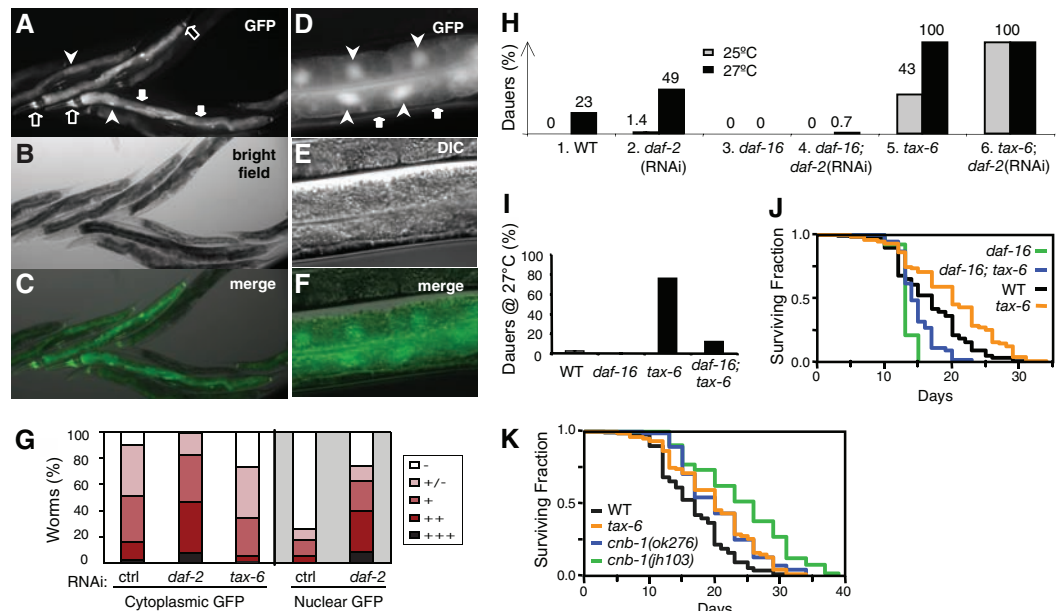 A
GFP
B
bright
field
C
merge
D
GFP
E
DIC
F
merge
G
Worms (%)
100
80
60
40
20
0
-
+/-
+
++
+++
RNAi:
ctrl
daf-2
tax-6
ctrl
daf-2
Cytoplasmic GFP
Nuclear GFP
H
Dauers (%)
25ºC
27ºC
0
23
1.4
49
0
0
0
0.7
43
100
100
1. WT
2. daf-2
(RNAi)
3. daf-16
4. daf-16;
daf-2(RNAi)
5. tax-6
6. tax-6;
daf-2(RNAi)
I
Dauers @ 27°C (%)
100
80
60
40
20
0
WT
daf-16
tax-6
daf-16;
tax-6
J
Surviving Fraction
1.0
0.5
0.0
daf-16
daf-16; tax-6
WT
tax-6
0
10
20
30
Days
K
Surviving Fraction
1.0
0.5
0.0
WT
tax-6
cnb-1(ok276)
cnb-1(jh103)
0
10
20
30
40
Days